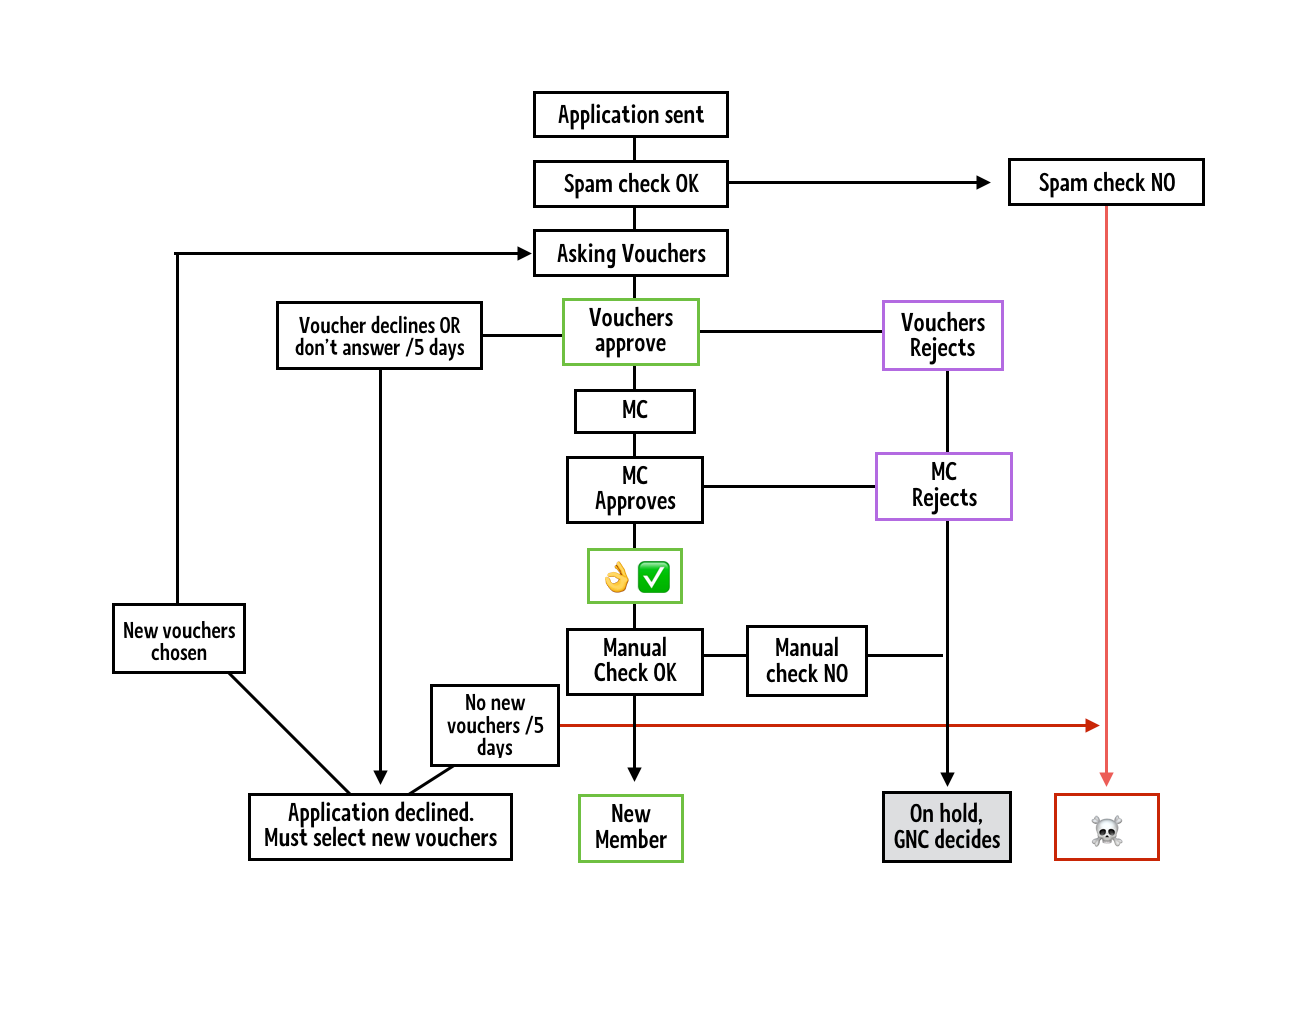 Application sent
Spam check OK
Spam check NO
Asking Vouchers
Voucher declines OR
don't answer /5 days
Vouchers
approve
Vouchers
Rejects
MC
MC
Approves
MC
Rejects
👌✅
New vouchers
chosen
Manual
Check OK
Manual
check NO
No new
vouchers /5
days
Application declined.
Must select new vouchers
New
Member
On hold,
GNC decides
☠️